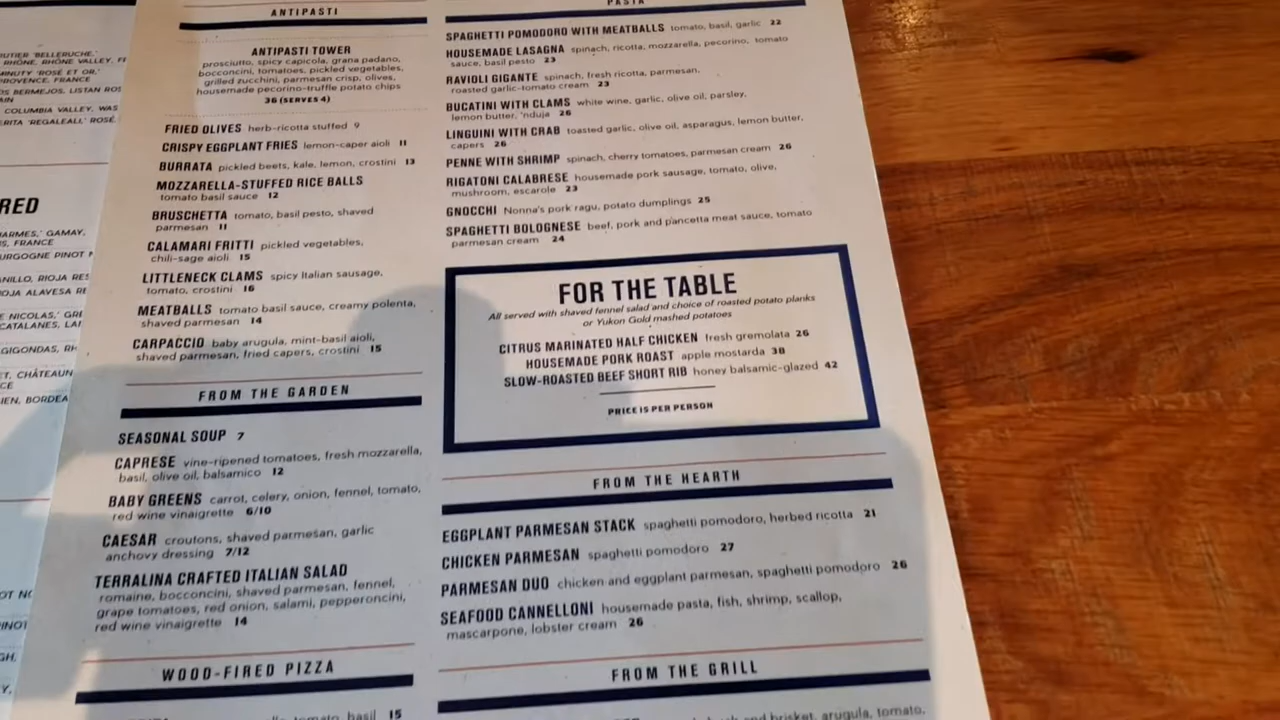 RHÔNE, RHÔNE VALLEY,
PROVENCE, FRANCE
COLUMBIA VALLEY,
RED
FRANCE
ANTIPASTI
ANTIPASTI TOWER
prosciutto, spicy capicola, grana padano,
bocconcini, tomatoes, pickled vegetables,
grilled zucchini, parmesan crisp, olives,
housemade pecorino-truffle potato chips
36 (SERVES 4)
FRIED OLIVES herb-ricotta stuffed 9
CRISPY EGGPLANT FRIES lemon-caper aioli 11
BURRATA pickled beets, kale, lemon, crostini 13
MOZZARELLA-STUFFED RICE BALLS
tomato basil sauce 12
BRUSCHETTA tomato, basil pesto, shaved
parmesan 11
CALAMARI FRITTI pickled vegetables,
chili-sage aioli 15
LITTLENECK CLAMS spicy Italian sausage,
tomato, crostini 16
MEATBALLS tomato basil sauce, creamy polenta,
shaved parmesan 14
CARPACCIO baby arugula, mint-basil aioli,
shaved parmesan, fried capers, crostini 15
FROM THE GARDEN
SEASONAL SOUP 7
CAPRESE vine-ripened tomatoes, fresh mozzarella,
basil, olive oil, balsamico 12
BABY GREENS carrot, celery, onion, fennel, tomato,
red wine vinaigrette 6/10
CAESAR croutons, shaved parmesan, garlic
anchovy dressing 7/12
TERRALINA CRAFTED ITALIAN SALAD
romaine, bocconcini, shaved parmesan, fennel,
grape tomatoes, red onion, salami, pepperoncini,
red wine vinaigrette 14
WOOD-FIRED PIZZA
tomato, basil 15
PASTA
SPAGHETTI POMODORO WITH MEATBALLS tomato, basil, garlic 22
HOUSEMADE LASAGNA spinach, ricotta, mozzarella, pecorino, tomato
sauce, basil pesto 23
RAVIOLI GIGANTE spinach, fresh ricotta, parmesan,
roasted garlic-tomato cream 23
BUCATINI WITH CLAMS white wine, garlic, olive oil, parsley,
lemon butter, 'nduja 26
LINGUINI WITH CRAB toasted garlic, olive oil, asparagus, lemon butter,
capers 26
PENNE WITH SHRIMP spinach, cherry tomatoes, parmesan cream 26
RIGATONI CALABRESE housemade pork sausage, tomato, olive,
mushroom, escarole 23
GNOCCHI Nonna's pork ragu, potato dumplings 25
SPAGHETTI BOLOGNESE beef, pork and pancetta meat sauce, tomato
parmesan cream 24
FOR THE TABLE
All served with shaved fennel salad and choice of roasted potato planks
or Yukon Gold mashed potatoes
CITRUS MARINATED HALF CHICKEN fresh gremolata 26
HOUSEMADE PORK ROAST apple mostarda 38
SLOW-ROASTED BEEF SHORT RIB honey balsamic-glazed 42
PRICE IS PER PERSON
FROM THE HEARTH
EGGPLANT PARMESAN STACK spaghetti pomodoro, herbed ricotta 21
CHICKEN PARMESAN spaghetti pomodoro 27
PARMESAN DUO chicken and eggplant parmesan, spaghetti pomodoro 26
SEAFOOD CANNELLONI housemade pasta, fish, shrimp, scallop,
mascarpone, lobster cream 26
FROM THE GRILL
and brisket, arugula, tomato,